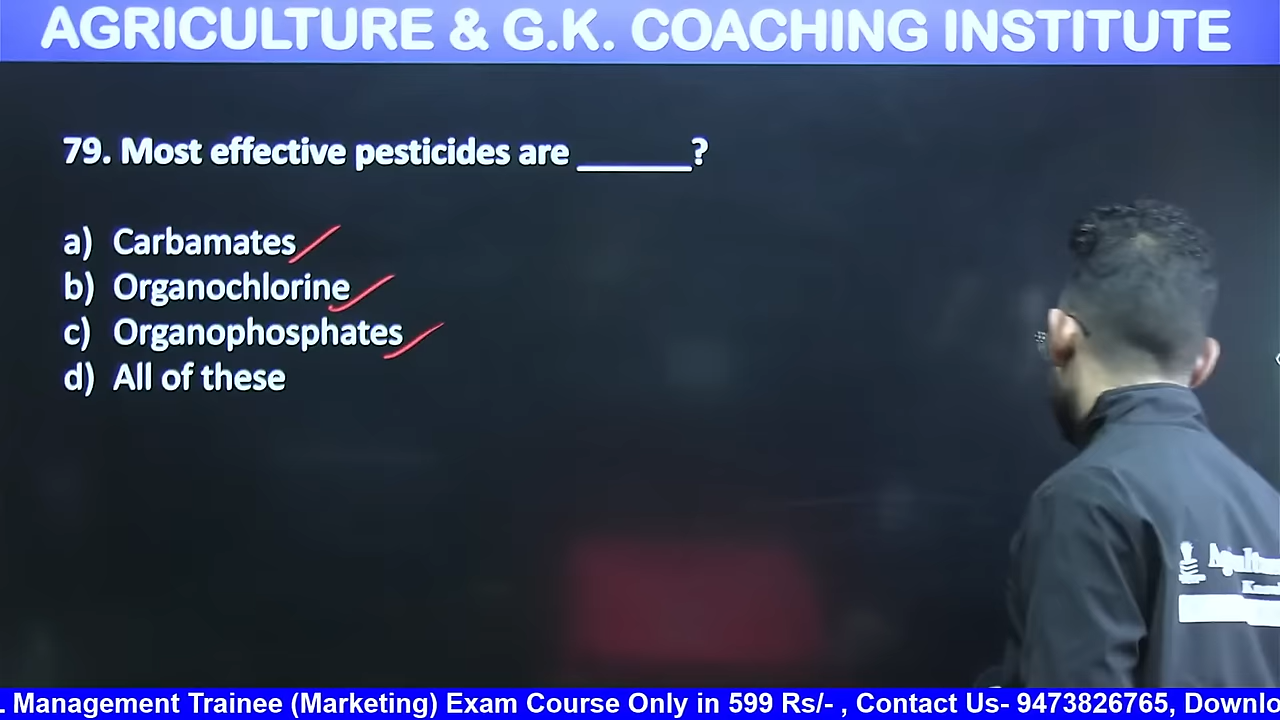 AGRICULTURE & G.K. COACHING INSTITUTE
79. Most effective pesticides are ______?
a) Carbamates
b) Organochlorine
c) Organophosphates
d) All of these
. Management Trainee (Marketing) Exam Course Only in 599 Rs/- , Contact Us- 9473826765, Downlo